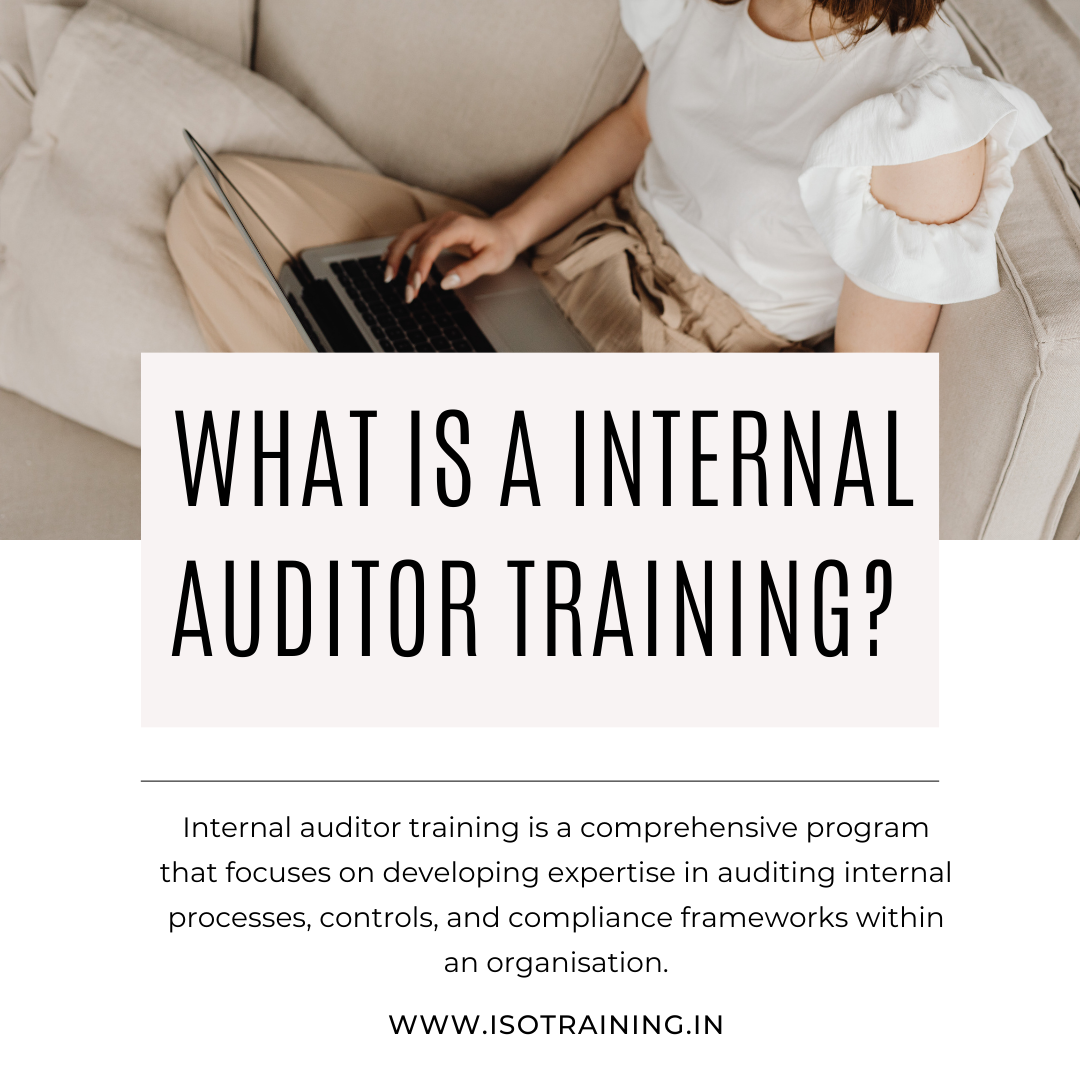 WHAT IS A INTERNAL
AUDITOR TRAINING?
Internal auditor training is a comprehensive program
that focuses on developing expertise in auditing internal
processes, controls, and compliance frameworks within
an organisation.
WWW.ISOTRAINING.IN